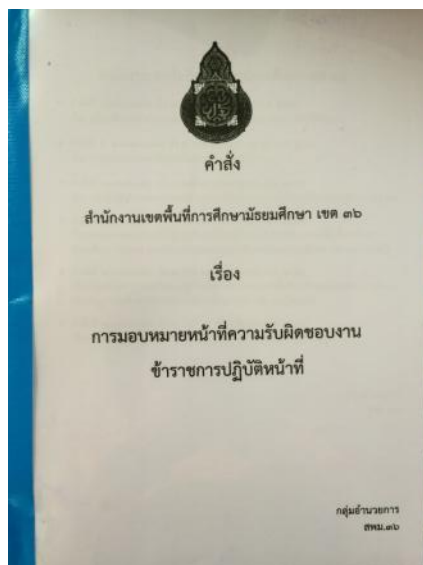 คำสั่ง
สำนักงานเขตพื้นที่การศึกษามัธยมศึกษา เขต ๓๖
เรื่อง
การมอบหมายหน้าที่ความรับผิดชอบงาน
ข้าราชการปฏิบัติหน้าที่
กลุ่มอำนวยการ
สพม.๓๖